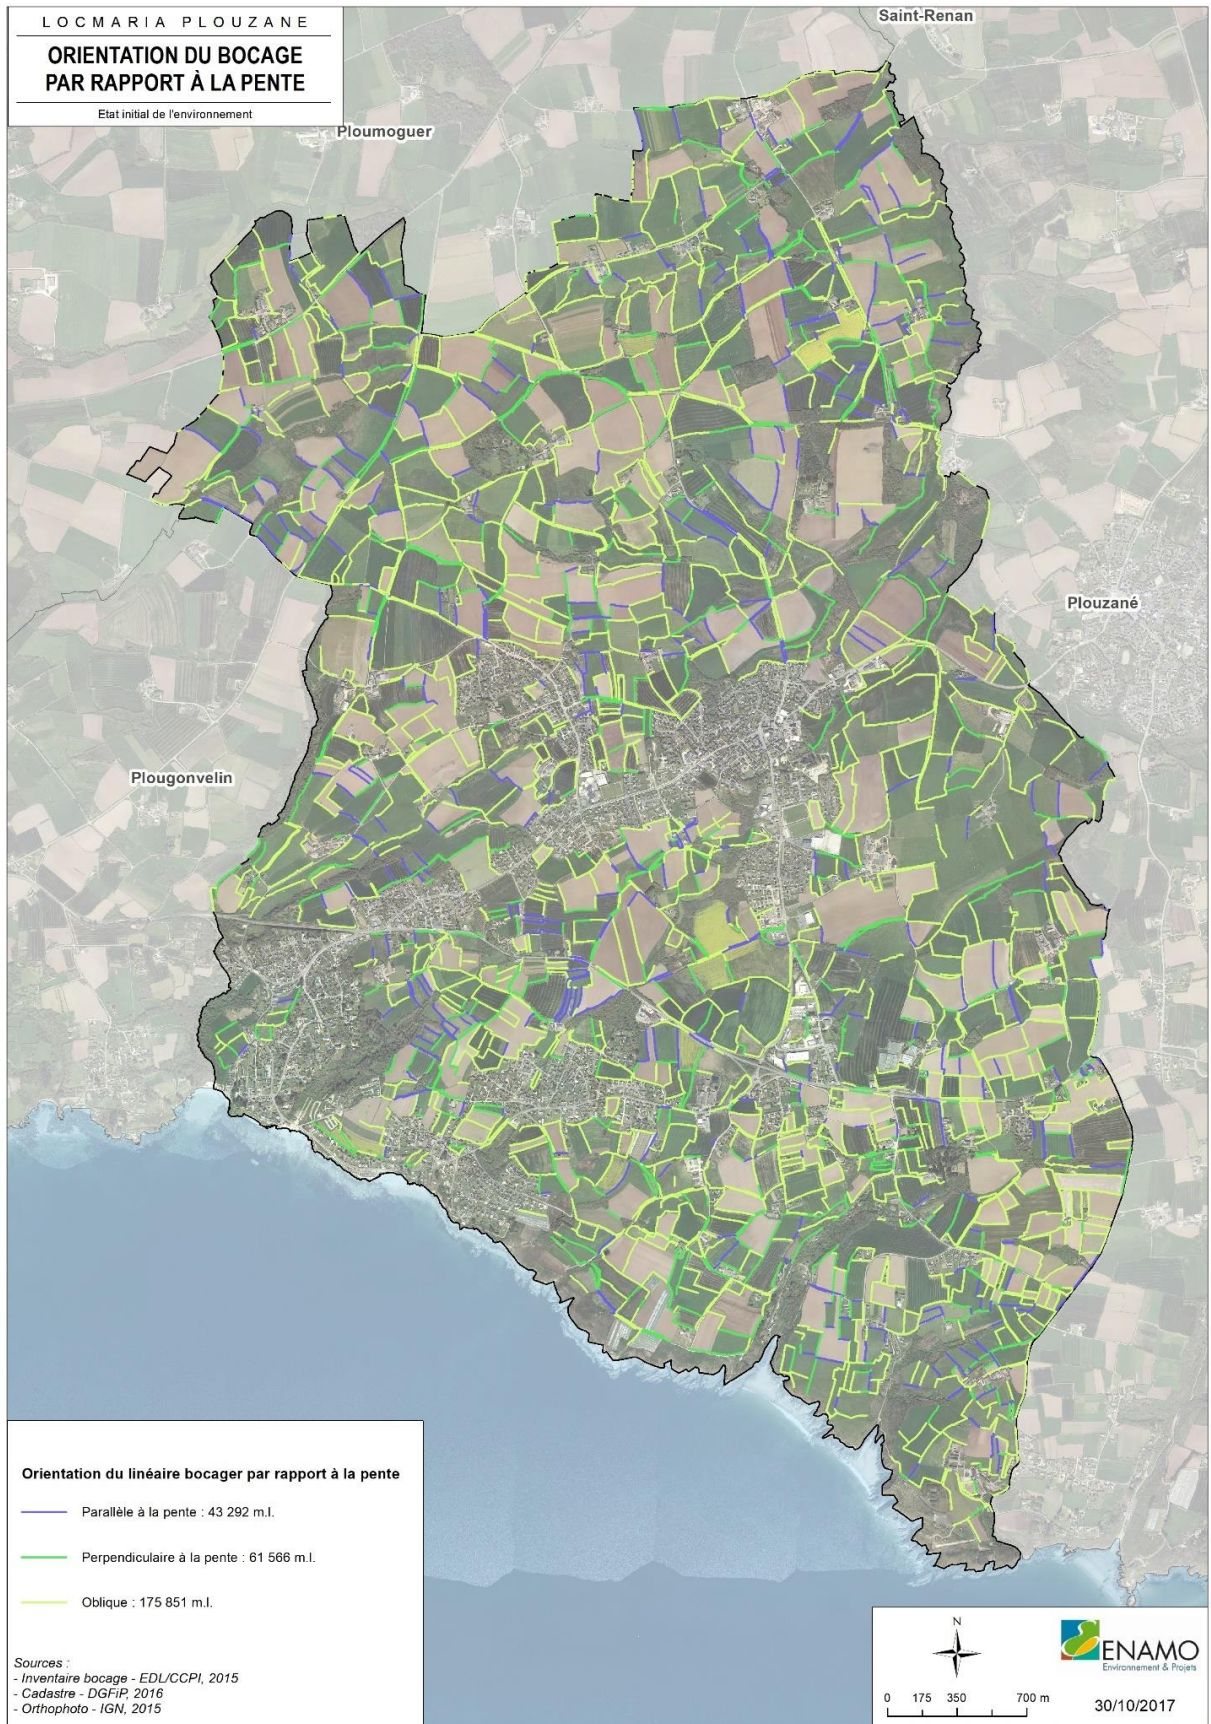 LOCMARIA PLOUZANE
ORIENTATION DU BOCAGE
PAR RAPPORT À LA PENTE
Etat initial de l'environnement
Saint-Renan
Ploumoguer
Plouzané
Plougonvelin
Orientation du linéaire bocager par rapport à la pente
Parallèle à la pente : 43 292 m.l.
Perpendiculaire à la pente : 61 566 m.l.
Oblique : 175 851 m.l.
Sources :
- Inventaire bocage - EDL/CCPI, 2015
- Cadastre - DGFiP, 2016
- Orthophoto - IGN, 2015
N
ENAMO
Environnement & Projets
0 175 350 700 m
30/10/2017